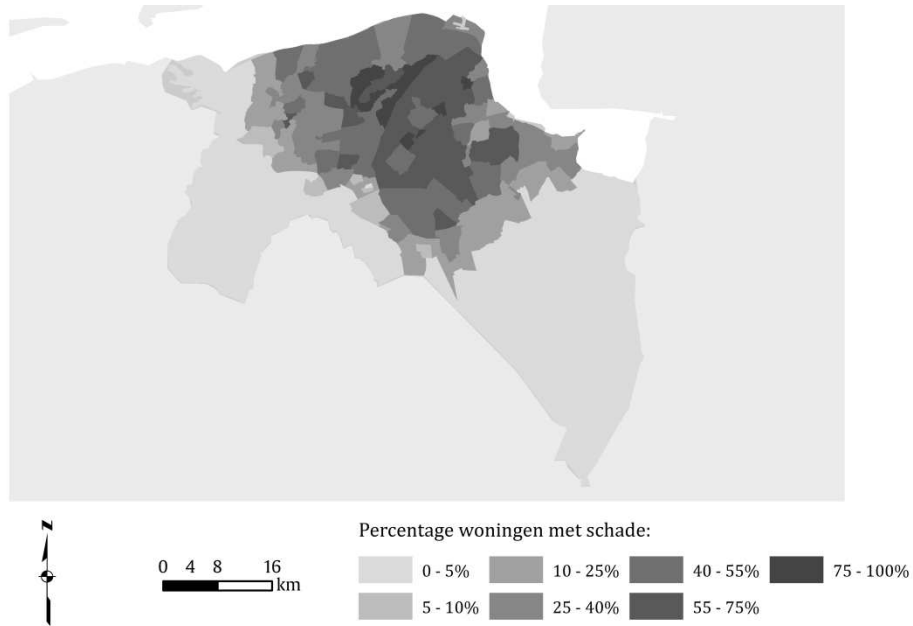 N
Percentage woningen met schade:
0 4 8 16
km
0 - 5% 10 - 25% 40 - 55% 75 - 100%
5 - 10% 25 - 40% 55 - 75%